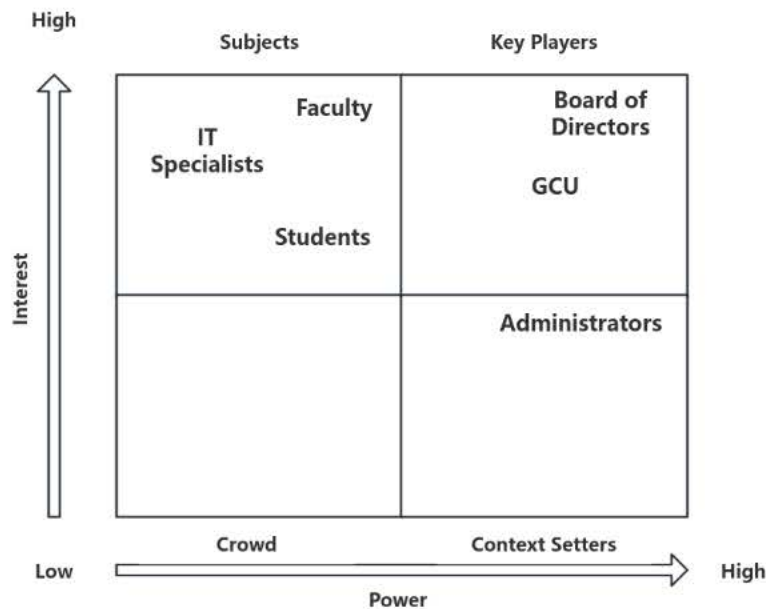 High
Subjects
Key Players
Faculty
Board of
Directors
IT
Specialists
GCU
Students
Interest
Administrators
Crowd
Context Setters
Low
High
Power